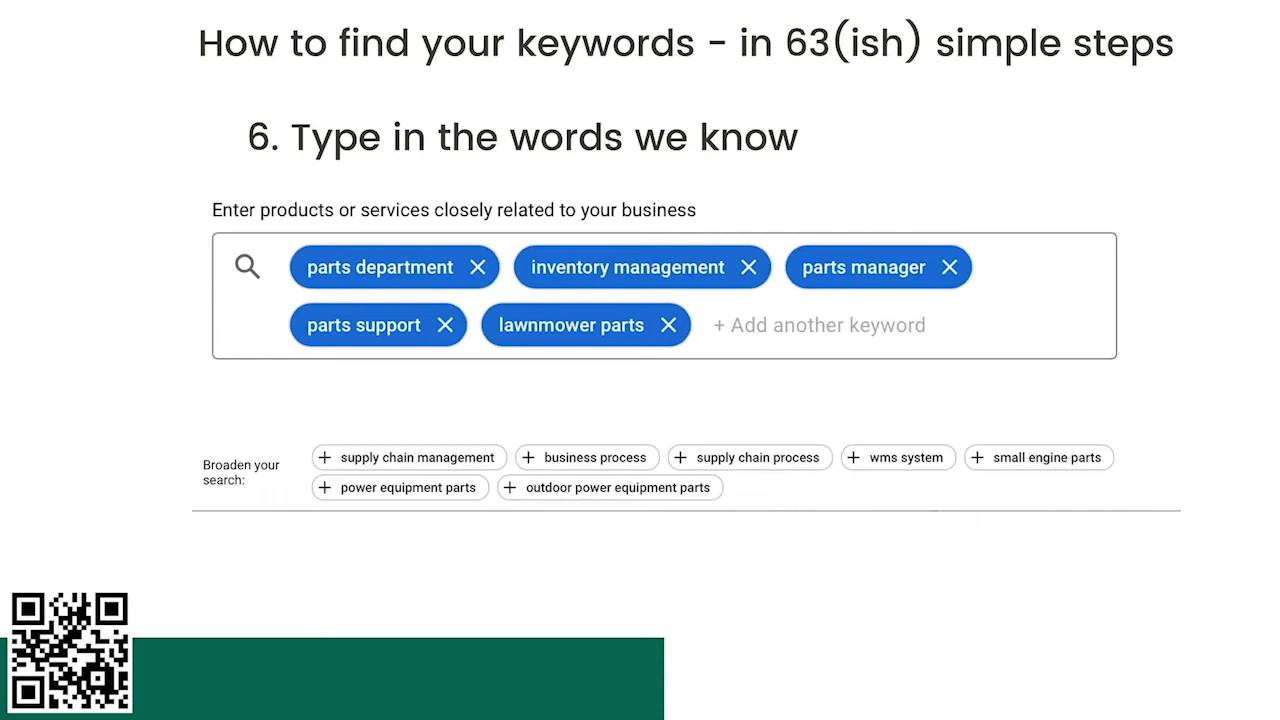 How to find your keywords - in 63(ish) simple steps
6. Type in the words we know
Enter products or services closely related to your business
parts department inventory management parts manager
parts support lawnmower parts + Add another keyword
Broaden your search:
+ supply chain management + business process + supply chain process + wms system + small engine parts
+ power equipment parts + outdoor power equipment parts